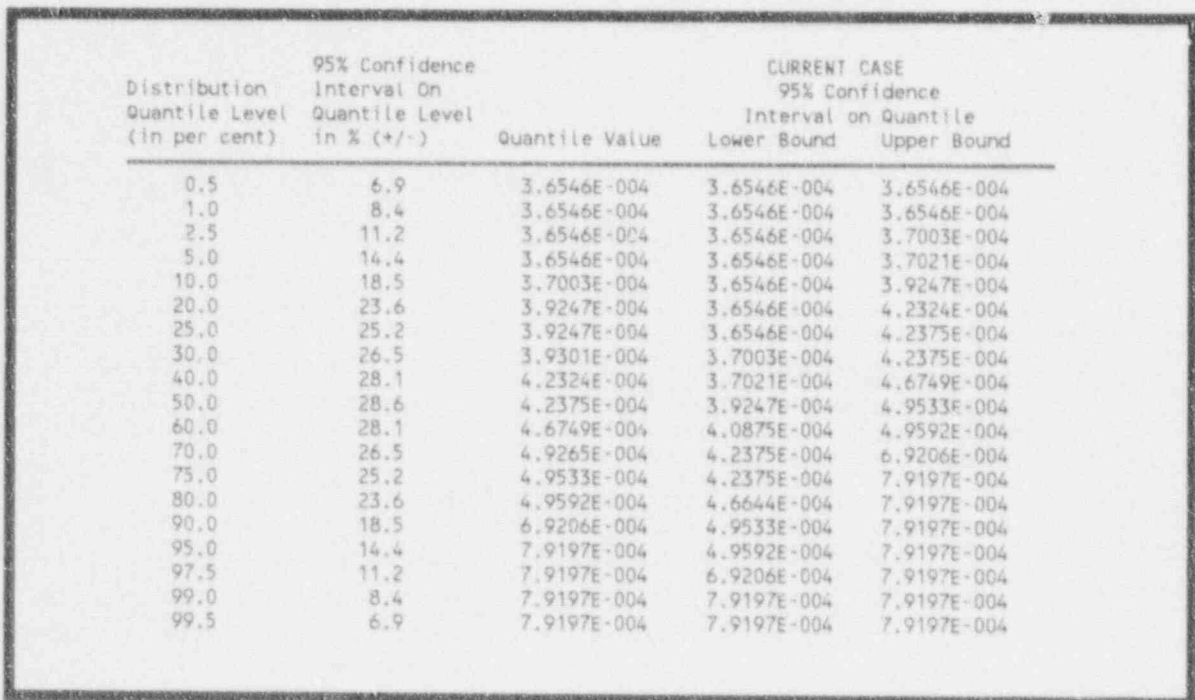 95% Confidence CURRENT CASE
Distribution Interval On 95% Confidence
Quantile Level Quantile Level Interval on Quantile
(in per cent) in % (+/-) Quantile Value Lower Bound Upper Bound
0.5 6.9 3.6546E-004 3.6546E-004 3.6546E-004
1.0 8.4 3.6546E-004 3.6546E-004 3.6546E-004
2.5 11.2 3.6546E-004 3.6546E-004 3.7003E-004
5.0 14.4 3.6546E-004 3.6546E-004 3.7021E-004
10.0 18.5 3.7003E-004 3.6546E-004 3.9247E-004
20.0 23.6 3.9247E-004 3.6546E-004 4.2324E-004
25.0 25.2 3.9247E-004 3.6546E-004 4.2375E-004
30.0 26.5 3.9301E-004 3.7003E-004 4.2375E-004
40.0 28.1 4.2324E-004 3.7021E-004 4.6749E-004
50.0 28.6 4.2375E-004 3.9247E-004 4.9533E-004
60.0 28.1 4.6749E-004 4.0875E-004 4.9592E-004
70.0 26.5 4.9265E-004 4.2375E-004 6.9206E-004
75.0 25.2 4.9533E-004 4.2375E-004 7.9197E-004
80.0 23.6 4.9592E-004 4.6644E-004 7.9197E-004
90.0 18.5 6.9206E-004 4.9533E-004 7.9197E-004
95.0 14.4 7.9197E-004 4.9592E-004 7.9197E-004
97.5 11.2 7.9197E-004 6.9206E-004 7.9197E-004
99.0 8.4 7.9197E-004 7.9197E-004 7.9197E-004
99.5 6.9 7.9197E-004 7.9197E-004 7.9197E-004